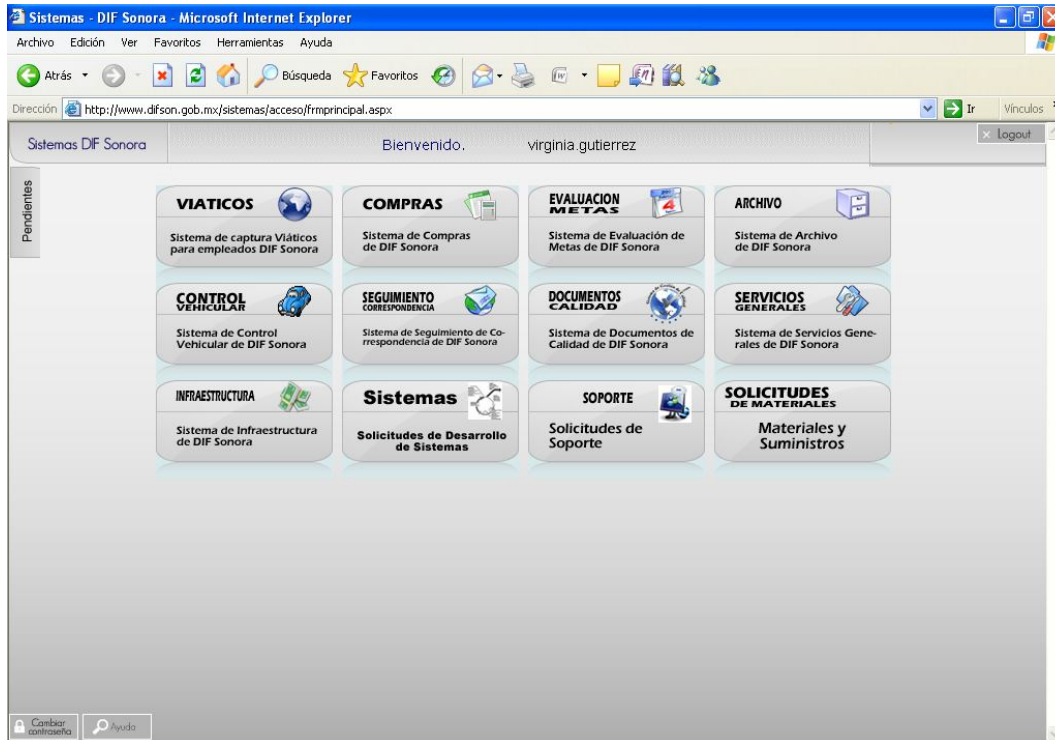 Sistemas - DIF Sonora - Microsoft Internet Explorer
Archivo Edición Ver Favoritos Herramientas Ayuda
Atrás Búsqueda Favoritos
Dirección http://www.difson.gob.mx/sistemas/acceso/frmprincipal.aspx Ir Vínculos
Logout
Sistemas DIF Sonora Bienvenido. virginia.gutierrez
Pendientes
VIATICOS
Sistema de captura Viáticos
para empleados DIF Sonora
COMPRAS
Sistema de Compras
de DIF Sonora
EVALUACION
METAS
Sistema de Evaluación de
Metas de DIF Sonora
ARCHIVO
Sistema de Archivo
de DIF Sonora
CONTROL
VEHICULAR
Sistema de Control
Vehicular de DIF Sonora
SEGUIMIENTO
CORRESPONDENCIA
Sistema de Seguimiento de Co-
rrespondencia de DIF Sonora
DOCUMENTOS
CALIDAD
Sistema de Documentos de
Calidad de DIF Sonora
SERVICIOS
GENERALES
Sistema de Servicios Gene-
rales de DIF Sonora
INFRAESTRUCTURA
Sistema de Infraestructura
de DIF Sonora
Sistemas
Solicitudes de Desarrollo
de Sistemas
SOPORTE
Solicitudes de
Soporte
SOLICITUDES
DE MATERIALES
Materiales y
Suministros
Cambiar
contraseña
Ayuda